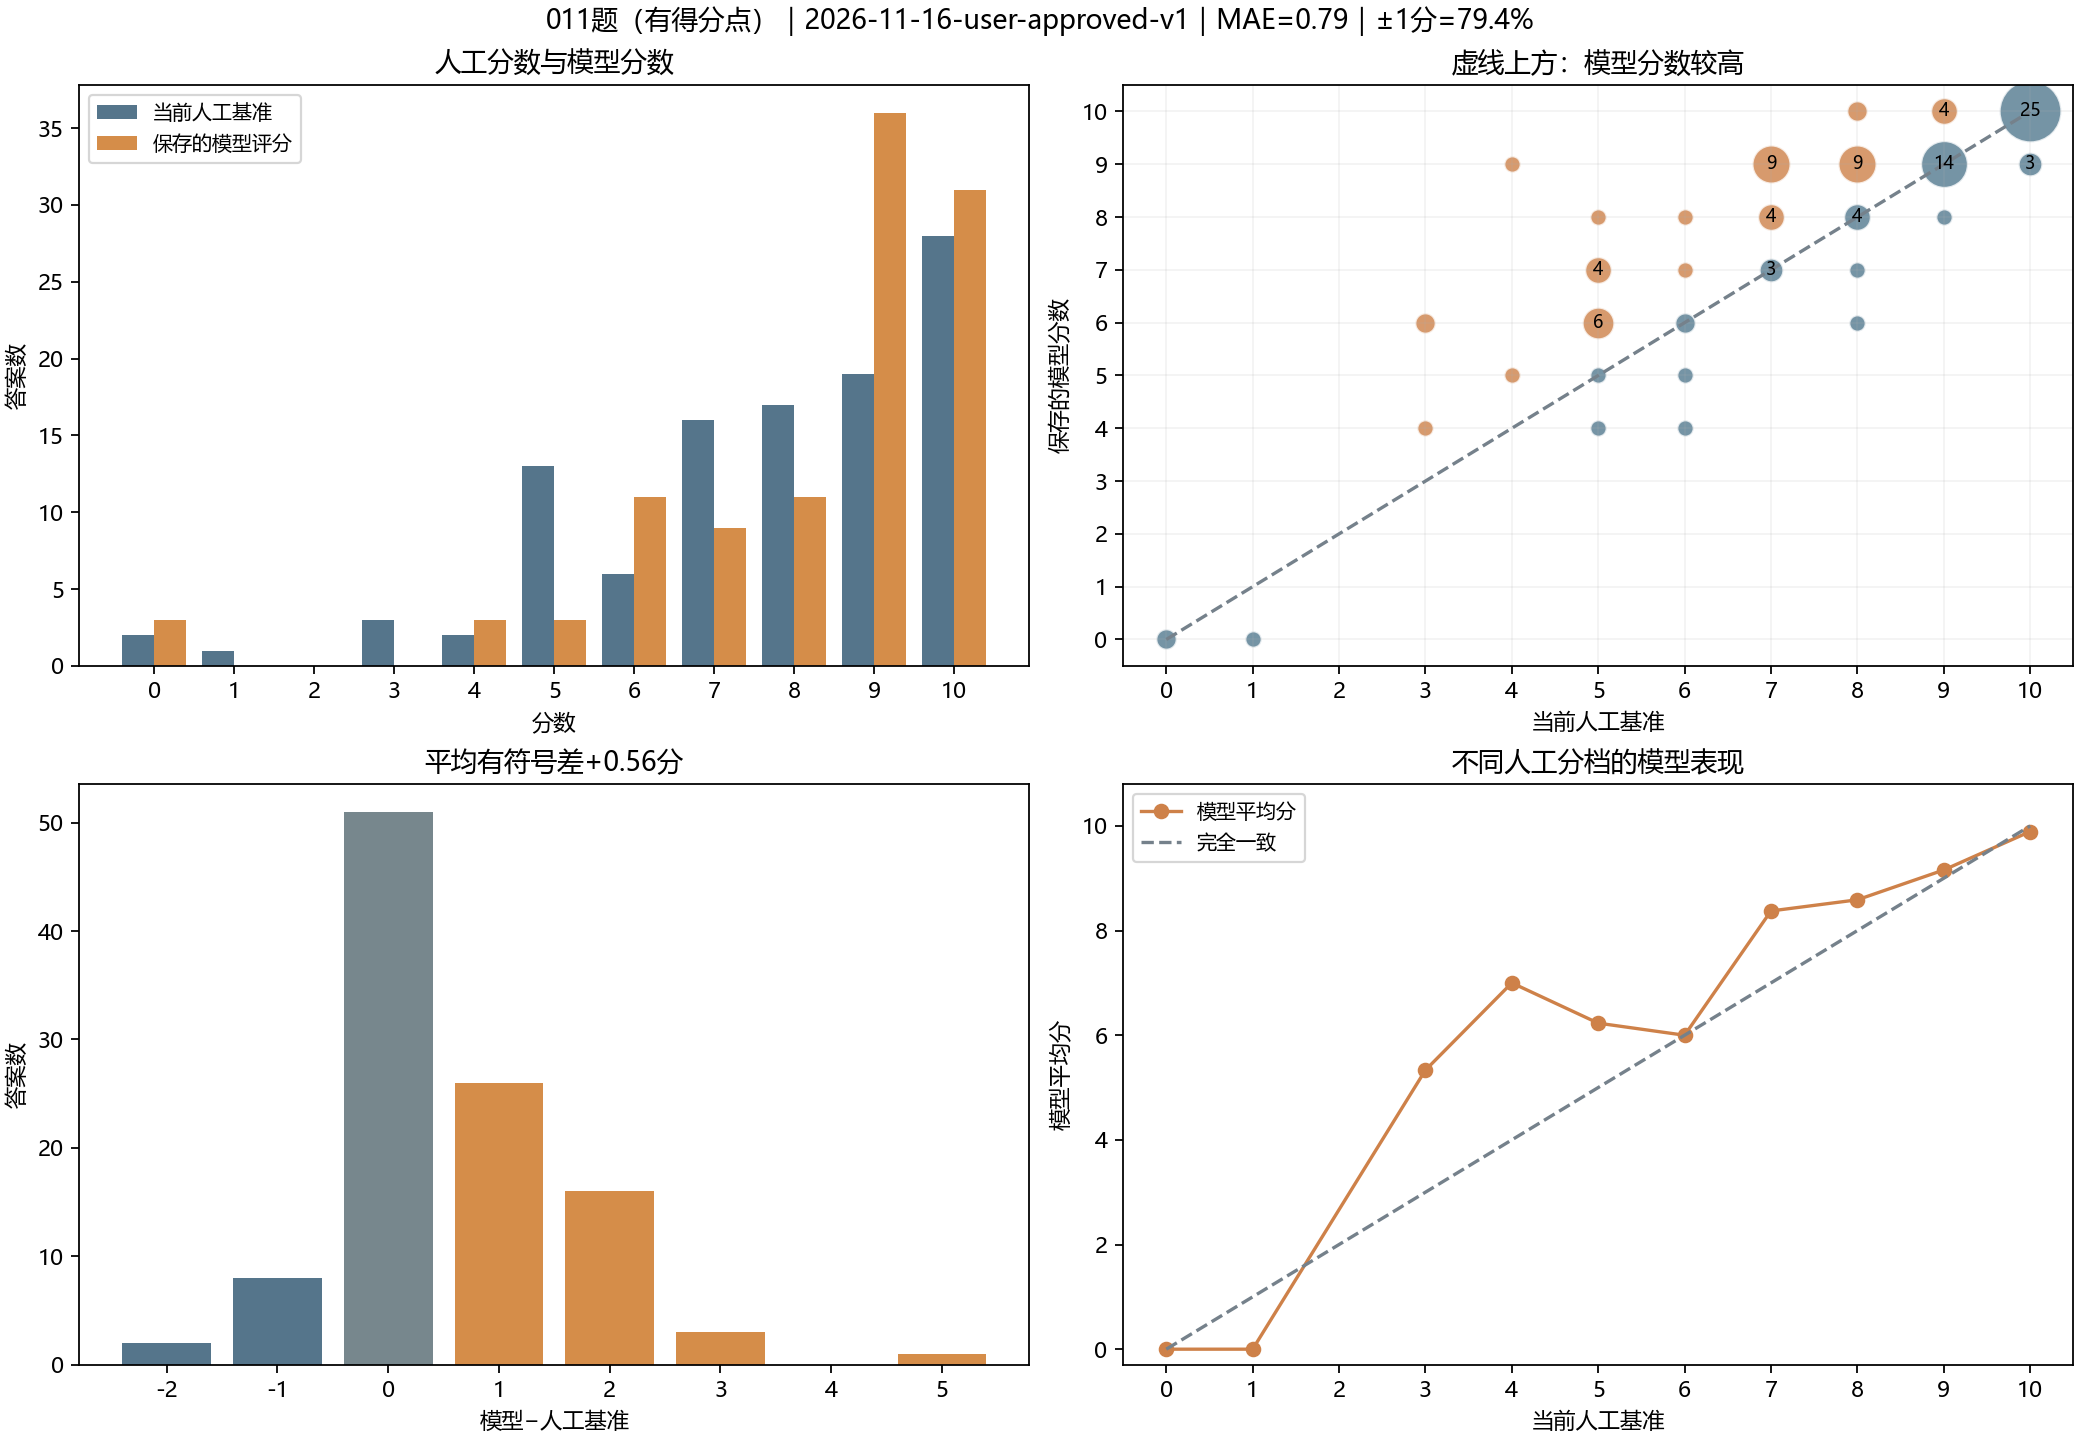 011题（有得分点）｜2026-11-16-user-approved-v1｜MAE=0.79｜±1分=79.4%
人工分数与模型分数
当前人工基准
保存的模型评分
答案数
35
30
25
20
15
10
5
0
0 1 2 3 4 5 6 7 8 9 10
分数
虚线上方：模型分数较高
保存的模型分数
10
9
8
7
6
5
4
3
2
1
0
4 25
9 9 14 3
4 4
4 3
6
0 1 2 3 4 5 6 7 8 9 10
当前人工基准
平均有符号差+0.56分
答案数
50
40
30
20
10
0
-2 -1 0 1 2 3 4 5
模型−人工基准
不同人工分档的模型表现
模型平均分
完全一致
模型平均分
10
8
6
4
2
0
0 1 2 3 4 5 6 7 8 9 10
当前人工基准